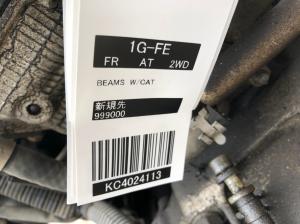 1G-FE
FR AT 2WD
BEAMS W/CAT
新規先
999000
KC4024113